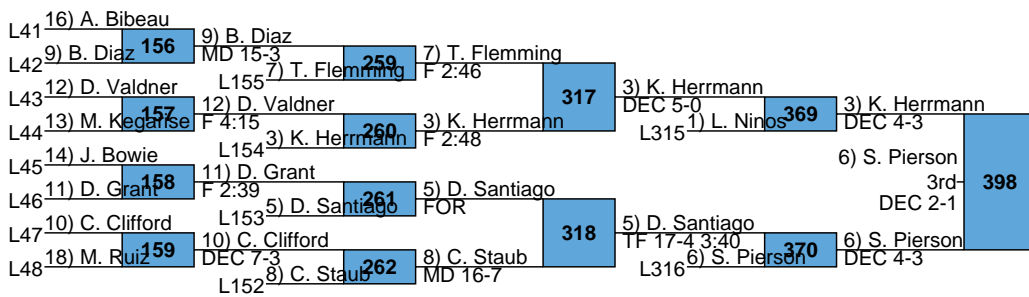 L41
16) A. Bibeau
156
L42
9) B. Diaz
9) B. Diaz
MD 15-3
L43
12) D. Valdner
157
L44
13) M. Keganse
12) D. Valdner
F 4:15
L45
14) J. Bowie
158
L46
11) D. Grant
11) D. Grant
F 2:39
L47
10) C. Clifford
159
L48
18) M. Ruiz
10) C. Clifford
DEC 7-3
259
L155
7) T. Flemming
7) T. Flemming
F 2:46
260
L154
3) K. Herrmann
3) K. Herrmann
F 2:48
261
L153
5) D. Santiago
5) D. Santiago
FOR
262
L152
8) C. Staub
8) C. Staub
MD 16-7
317
3) K. Herrmann
DEC 5-0
318
5) D. Santiago
TF 17-4 3:40
L315
1) L. Ninos
369
3) K. Herrmann
DEC 4-3
L316
6) S. Pierson
370
6) S. Pierson
DEC 4-3
398
6) S. Pierson
3rd
DEC 2-1